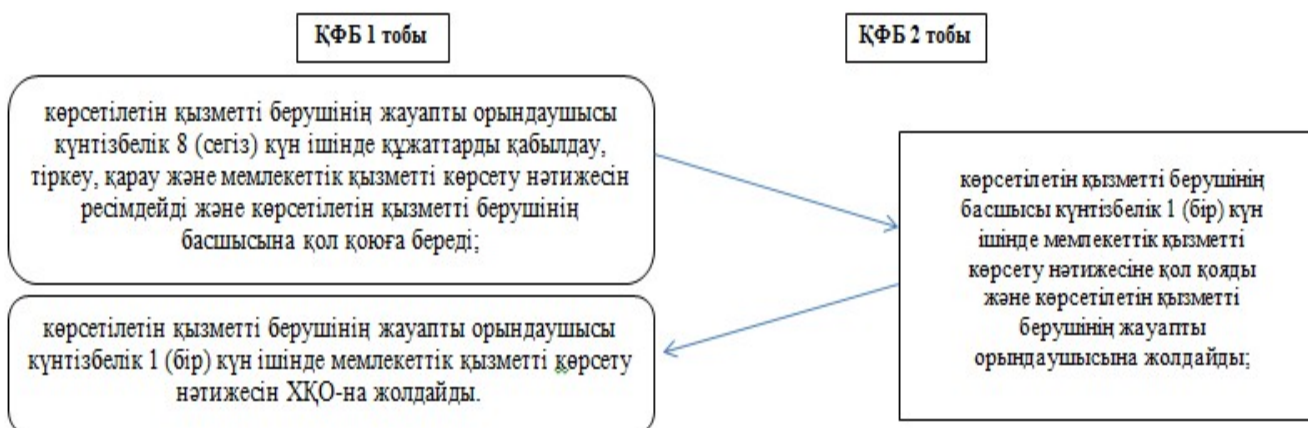 ҚФБ 1 тобы
ҚФБ 2 тобы
көрсетілетін қызметті берушінің жауапты орындаушысы
күнтізбелік 8 (сегіз) күн ішінде құжаттарды қабылдау,
тіркеу, қарау және мемлекеттік қызметті көрсету нәтижесін
ресімдейді және көрсетілетін қызметті берушінің
басшысына қол қоюға береді;
көрсетілетін қызметті берушінің
басшысы күнтізбелік 1 (бір) күн
ішінде мемлекеттік қызметті
көрсету нәтижесіне қол қояды
және көрсетілетін қызметті
берушінің жауапты
орындаушысына жолдайды;
көрсетілетін қызметті берушінің жауапты орындаушысы
күнтізбелік 1 (бір) күн ішінде мемлекеттік қызметті көрсету
нәтижесін ХҚО-на жолдайды.